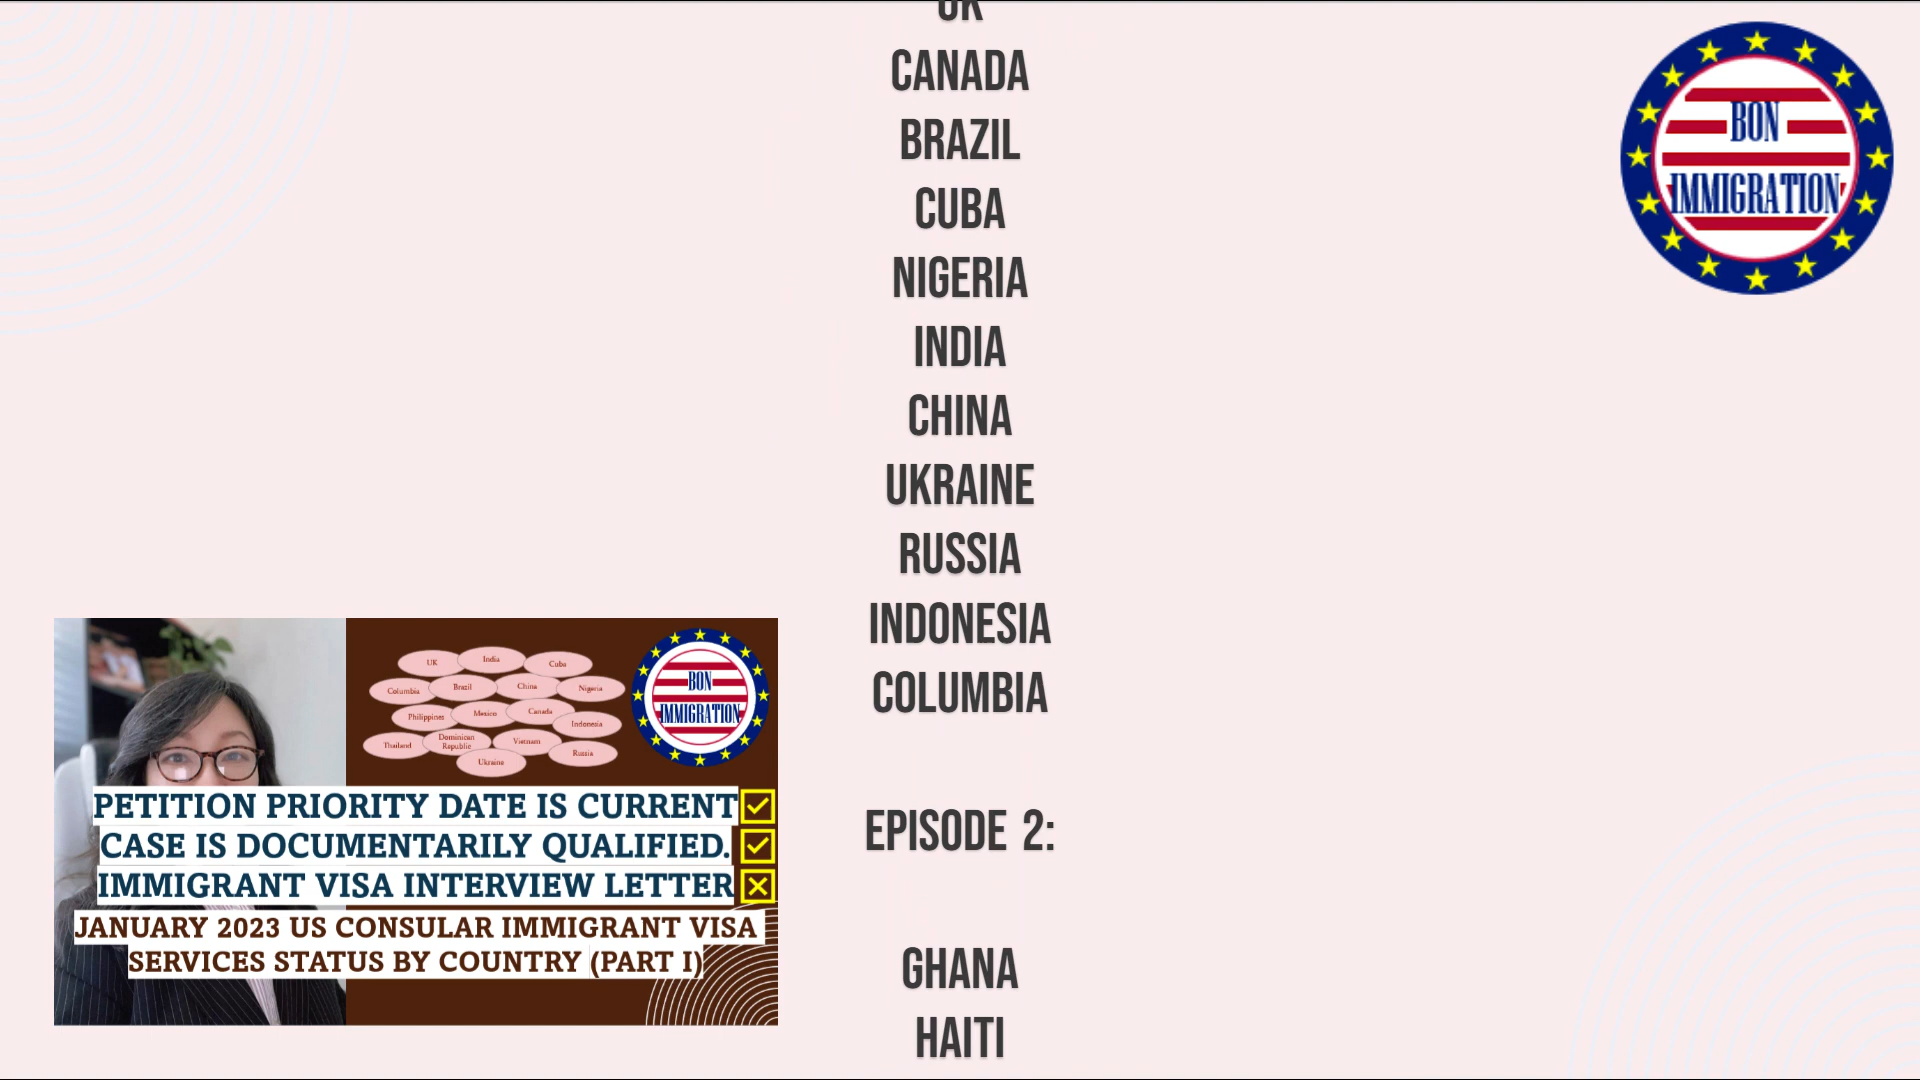 UK
CANADA
BRAZIL
CUBA
NIGERIA
INDIA
CHINA
UKRAINE
RUSSIA
INDONESIA
COLUMBIA
EPISODE 2:
GHANA
HAITI
BON
IMMIGRATION
UK
India
Cuba
Columbia
Brazil
China
Nigeria
Philippines
Mexico
Canada
Indonesia
Thailand
Dominican
Republic
Vietnam
Russia
Ukraine
BON
IMMIGRATION
PETITION PRIORITY DATE IS CURRENT
CASE IS DOCUMENTARILY QUALIFIED.
IMMIGRANT VISA INTERVIEW LETTER
JANUARY 2023 US CONSULAR IMMIGRANT VISA
SERVICES STATUS BY COUNTRY (PART I)